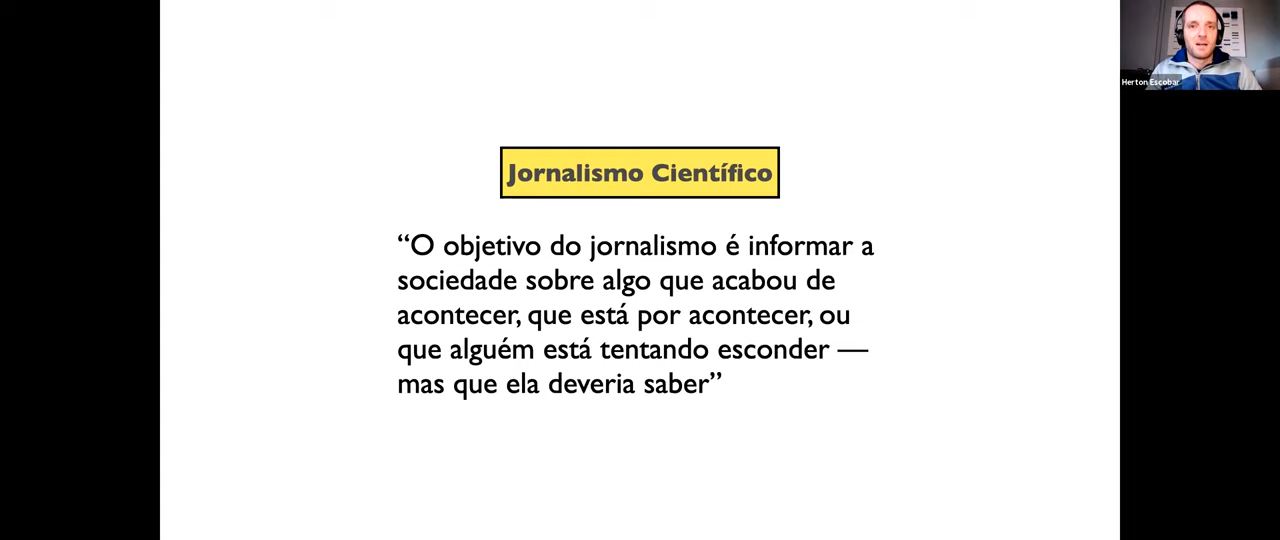 Jornalismo Científico
“O objetivo do jornalismo é informar a
sociedade sobre algo que acabou de
acontecer, que está por acontecer, ou
que alguém está tentando esconder —
mas que ela deveria saber”
Herton Escobar